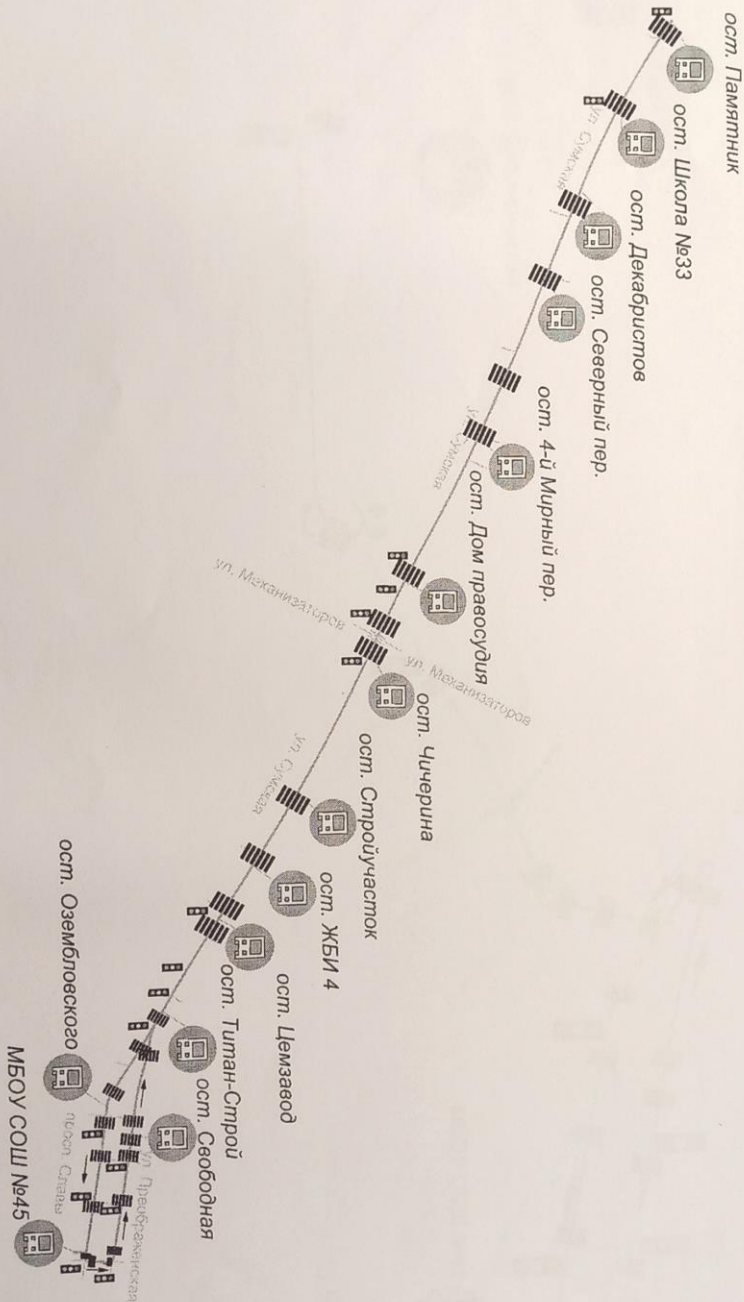 ост. Памятник
ост. Школа №33
ост. Декабристов
ул. Сумская
ост. Северный пер.
ост. 4-й Мирный пер.
ул. Сумская
ост. Дом правосудия
ул. Механизаторов
ул. Механизаторов
ост. Чичерина
ост. Стройучасток
ул. Сумская
ост. ЖБИ 4
ост. Цемзавод
ост. Титан-Строй
ост. Свободная
ост. Озембловского
просп. Славы
ул. Преображенская
МБОУ СОШ №45